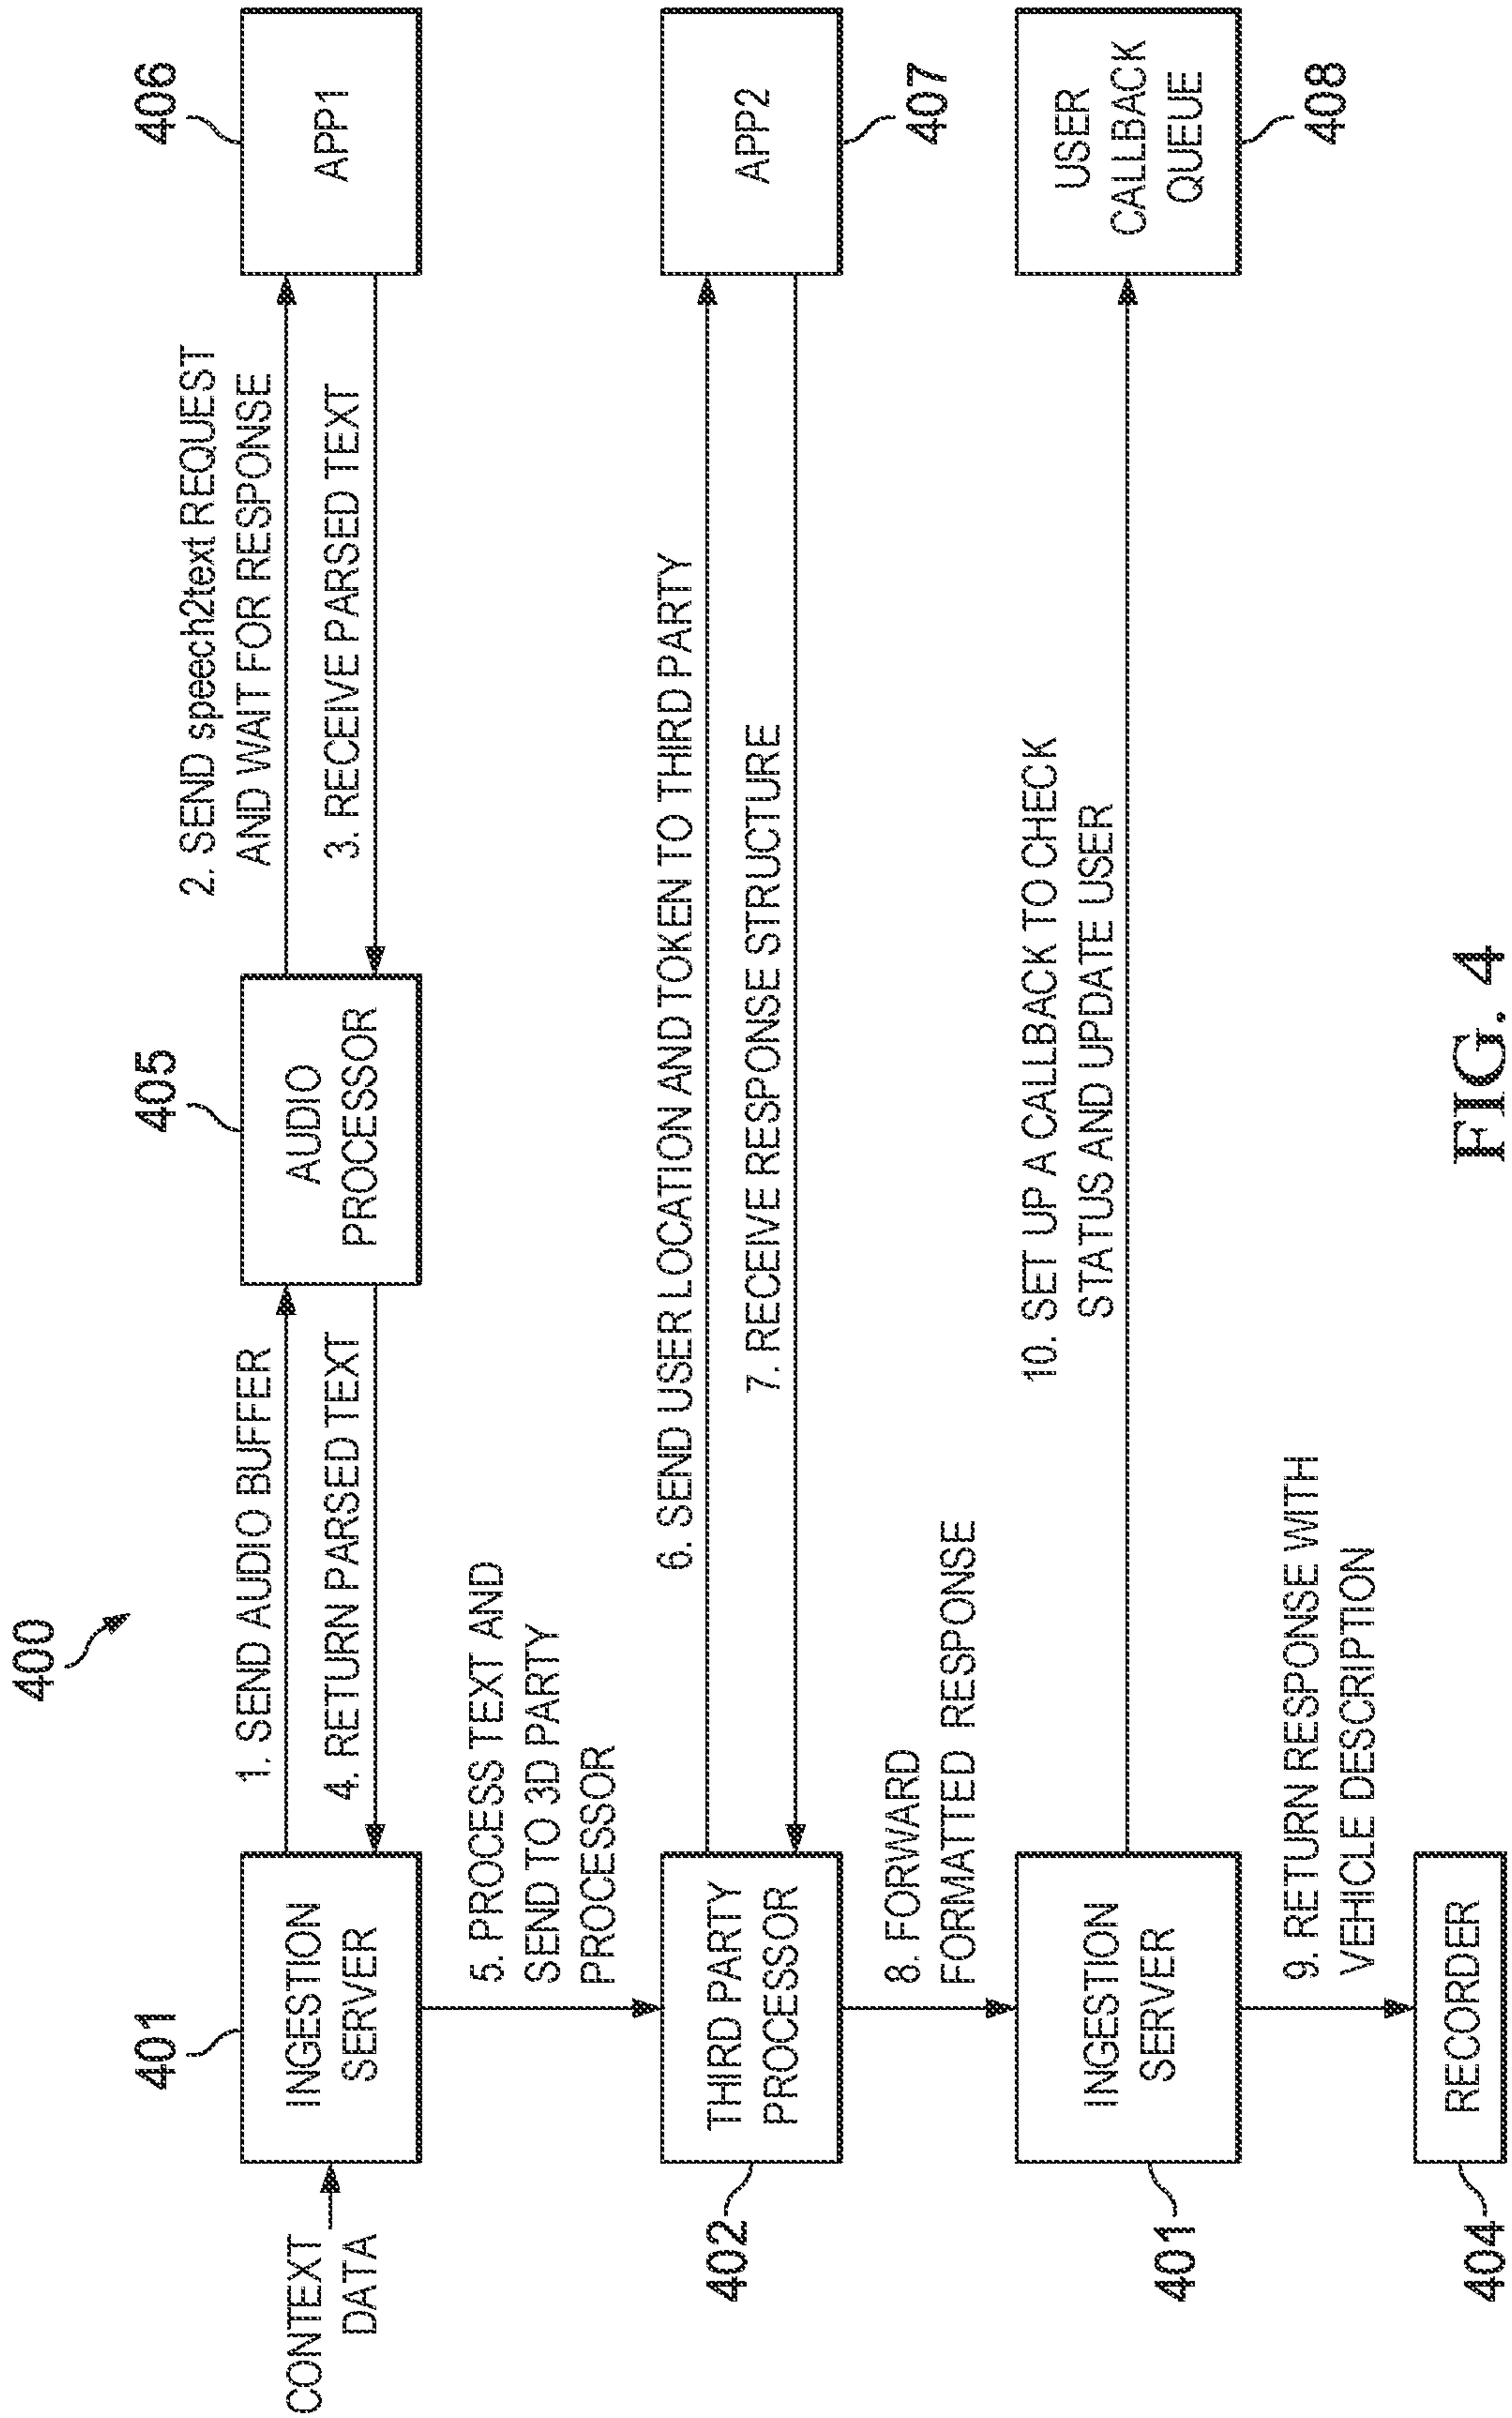 400
401
405
406
CONTEXT
DATA
INGESTION
SERVER
1. SEND AUDIO BUFFER
4. RETURN PARSED TEXT
AUDIO
PROCESSOR
2. SEND speech2text REQUEST
AND WAIT FOR RESPONSE
3. RECEIVE PARSED TEXT
APP1
5. PROCESS TEXT AND
SEND TO 3D PARTY
PROCESSOR
402
THIRD PARTY
PROCESSOR
6. SEND USER LOCATION AND TOKEN TO THIRD PARTY
7. RECEIVE RESPONSE STRUCTURE
APP2
407
8. FORWARD
FORMATTED RESPONSE
401
INGESTION
SERVER
10. SET UP A CALLBACK TO CHECK
STATUS AND UPDATE USER
USER
CALLBACK
QUEUE
408
9. RETURN RESPONSE WITH
VEHICLE DESCRIPTION
404
RECORDER
FIG. 4